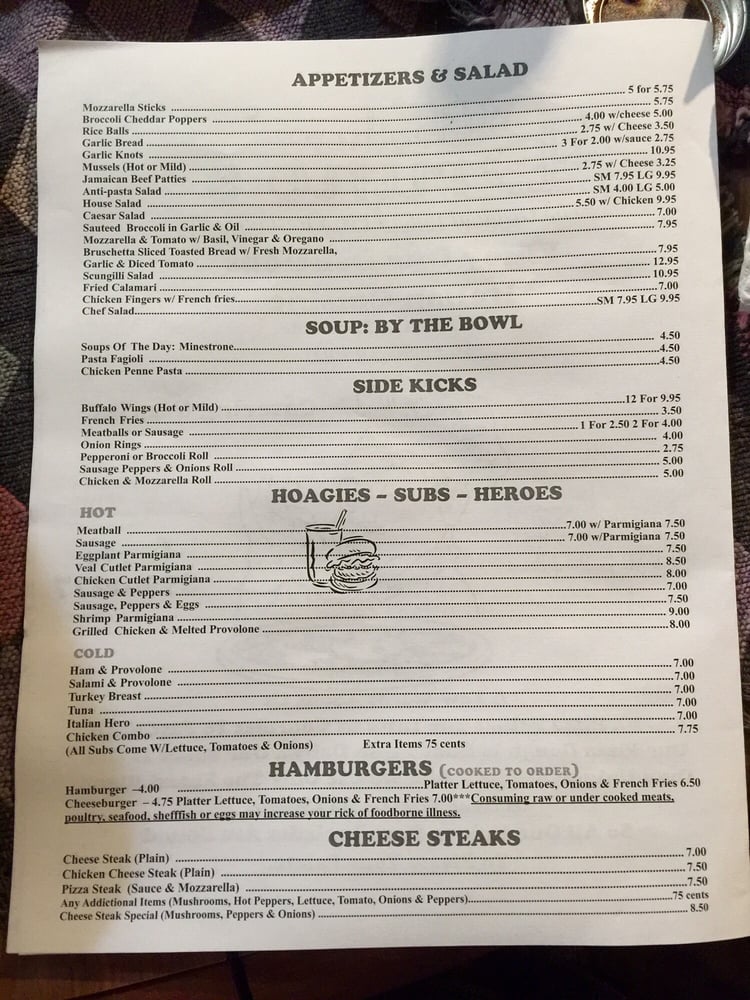 APPETIZERS & SALAD
Mozzarella Sticks ........ 5 for 5.75
Broccoli Cheddar Poppers ........ 5.75
Rice Balls ........ 4.00 w/cheese 5.00
Garlic Bread ........ 2.75 w/ Cheese 3.50
Garlic Knots ........ 3 For 2.00 w/sauce 2.75
Mussels (Hot or Mild) ........ 10.95
Jamaican Beef Patties ........ 2.75 w/ Cheese 3.25
Anti-pasta Salad ........ SM 7.95 LG 9.95
House Salad ........ SM 4.00 LG 5.00
Caesar Salad ........ 5.50 w/ Chicken 9.95
Sauteed Broccoli in Garlic & Oil ........ 7.00
Mozzarella & Tomato w/ Basil, Vinegar & Oregano ........ 7.95
Bruschetta Sliced Toasted Bread w/ Fresh Mozzarella,
Garlic & Diced Tomato ........ 7.95
Scungilli Salad ........ 12.95
Fried Calamari ........ 10.95
Chicken Fingers w/ French fries........ 7.00
Chef Salad........ SM 7.95 LG 9.95
SOUP: BY THE BOWL
Soups Of The Day: Minestrone........ 4.50
Pasta Fagioli ........ 4.50
Chicken Penne Pasta ........ 4.50
SIDE KICKS
Buffalo Wings (Hot or Mild) ........ 12 For 9.95
French Fries ........ 3.50
Meatballs or Sausage ........ 1 For 2.50 2 For 4.00
Onion Rings ........ 4.00
Pepperoni or Broccoli Roll ........ 2.75
Sausage Peppers & Onions Roll ........ 5.00
Chicken & Mozzarella Roll ........ 5.00
HOAGIES – SUBS – HEROES
HOT
Meatball ........ 7.00 w/ Parmigiana 7.50
Sausage ........ 7.00 w/Parmigiana 7.50
Eggplant Parmigiana ........ 7.50
Veal Cutlet Parmigiana ........ 8.50
Chicken Cutlet Parmigiana ........ 8.00
Sausage & Peppers ........ 7.00
Sausage, Peppers & Eggs ........ 7.50
Shrimp Parmigiana ........ 9.00
Grilled Chicken & Melted Provolone ........ 8.00
COLD
Ham & Provolone ........ 7.00
Salami & Provolone ........ 7.00
Turkey Breast ........ 7.00
Tuna ........ 7.00
Italian Hero ........ 7.00
Chicken Combo ........ 7.75
(All Subs Come W/Lettuce, Tomatoes & Onions) Extra Items 75 cents
HAMBURGERS (COOKED TO ORDER)
Hamburger –4.00 ........ Platter Lettuce, Tomatoes, Onions & French Fries 6.50
Cheeseburger – 4.75 Platter Lettuce, Tomatoes, Onions & French Fries 7.00***Consuming raw or under cooked meats,
poultry, seafood, shefffish or eggs may increase your rick of foodborne illness.
CHEESE STEAKS
Cheese Steak (Plain) ........ 7.00
Chicken Cheese Steak (Plain) ........ 7.50
Pizza Steak (Sauce & Mozzarella) ........ 7.50
Any Addictional Items (Mushrooms, Hot Peppers, Lettuce, Tomato, Onions & Peppers)........ 75 cents
Cheese Steak Special (Mushrooms, Peppers & Onions) ........ 8.50